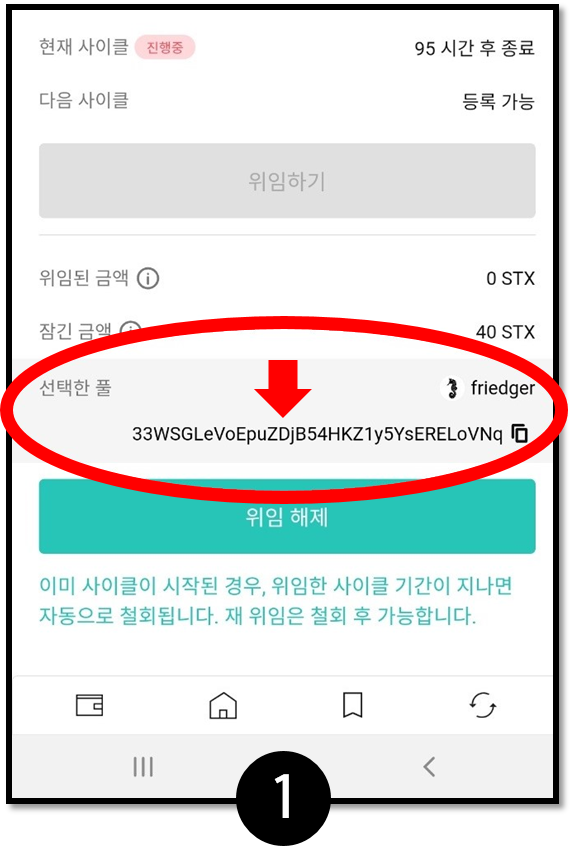 현재 사이클 진행중 95 시간 후 종료
다음 사이클 등록 가능
위임하기
위임된 금액 0 STX
잠긴 금액 40 STX
선택한 풀 friedger
33WSGLeVoEpuZDjB54HKZ1y5YsERELoVNq
위임 해제
이미 사이클이 시작된 경우, 위임한 사이클 기간이 지나면
자동으로 철회됩니다. 재 위임은 철회 후 가능합니다.
1